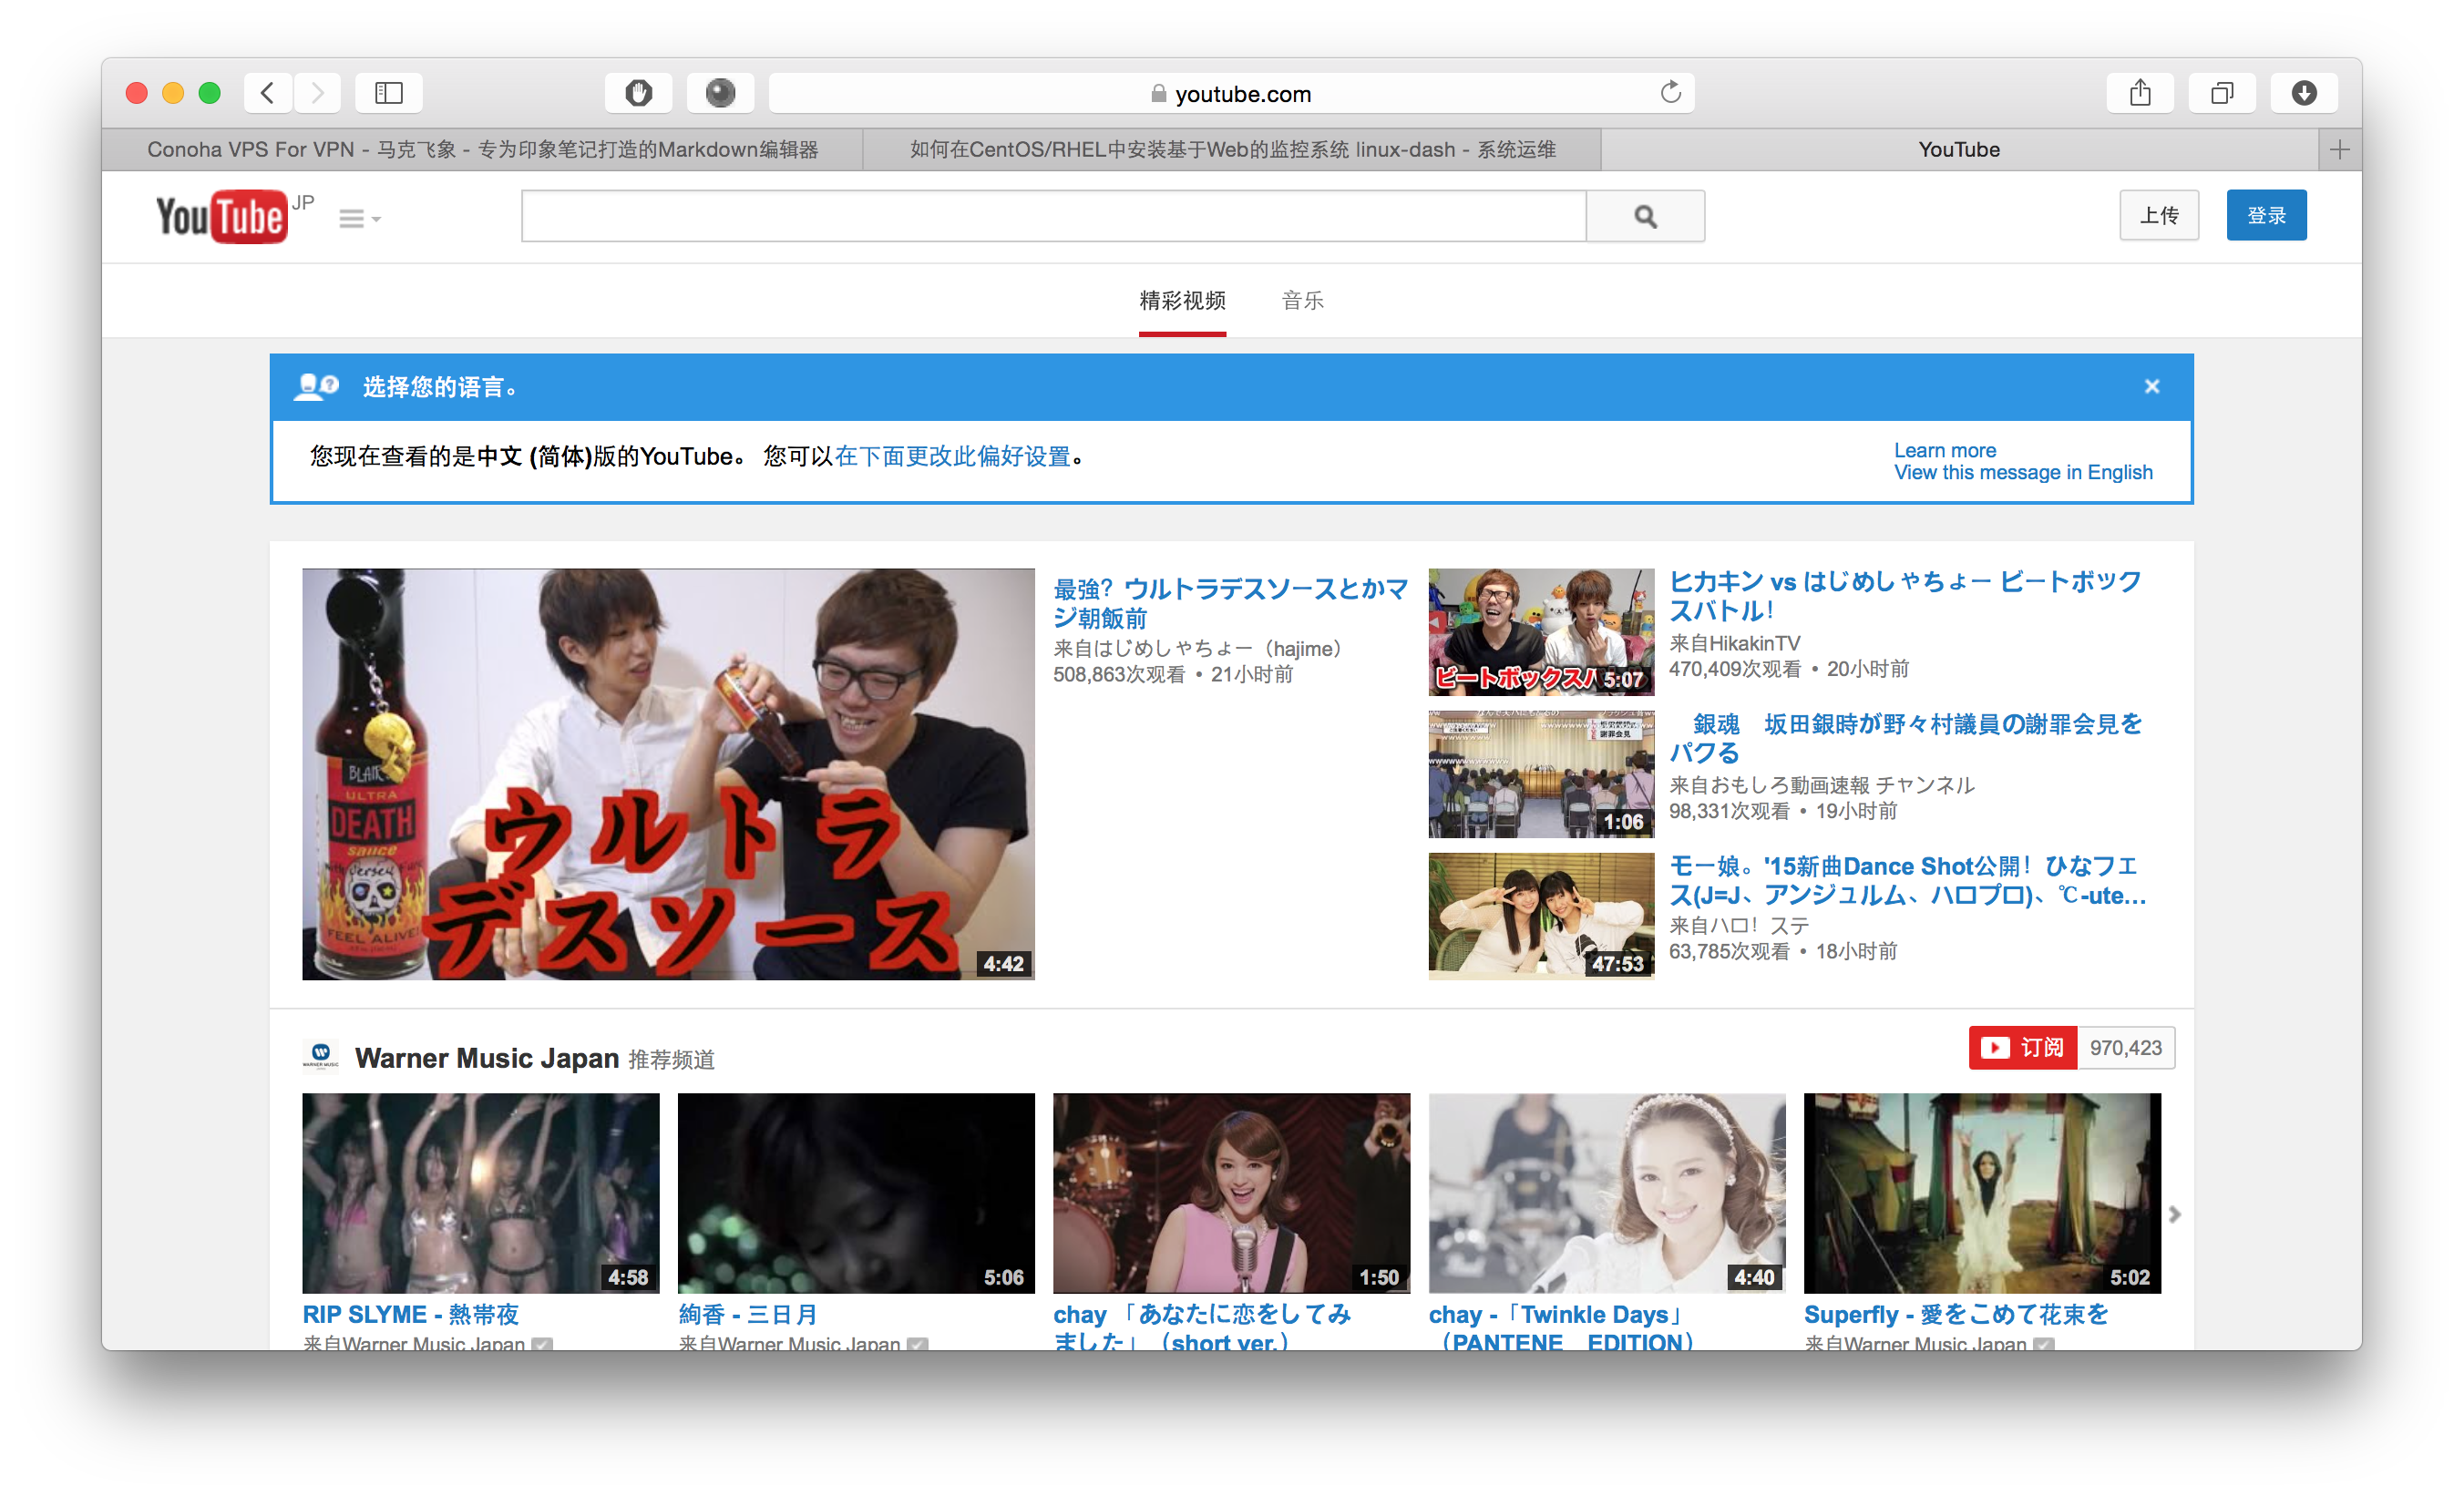 youtube.com
Conoha VPS For VPN - 马克飞象 - 专为印象笔记打造的Markdown编辑器
如何在CentOS/RHEL中安装基于Web的监控系统 linux-dash - 系统运维
YouTube
YouTube JP
上传
登录
精彩视频
音乐
选择您的语言。
您现在查看的是中文 (简体)版的YouTube。 您可以在下面更改此偏好设置。
Learn more
View this message in English
BLAIR'S
ULTRA
DEATH
sauce
FEEL ALIVE!
ウルトラ
デスソース
4:42
最強？ウルトラデスソースとかマ
ジ朝飯前
来自はじめしゃちょー（hajime）
508,863次观看 • 21小时前
ビートボックスバ
5:07
ヒカキン vs はじめしゃちょー ビートボック
スバトル！
来自HikakinTV
470,409次观看 • 20小时前
謝罪会見
1:06
銀魂　坂田銀時が野々村議員の謝罪会見を
パクる
来自おもしろ動画速報 チャンネル
98,331次观看 • 19小时前
47:53
モー娘。'15新曲Dance Shot公開！ひなフェ
ス(J=J、アンジュルム、ハロプロ)、℃-ute...
来自ハロ！ステ
63,785次观看 • 18小时前
WARNER MUSIC
Warner Music Japan 推荐频道
订阅 970,423
4:58
5:06
1:50
4:40
5:02
RIP SLYME - 熱帯夜
来自Warner Music Japan
絢香 - 三日月
来自Warner Music Japan
chay 「あなたに恋をしてみ
ました」（short ver.）
chay -「Twinkle Days」
（PANTENE　EDITION）
Superfly - 愛をこめて花束を
来自Warner Music Japan